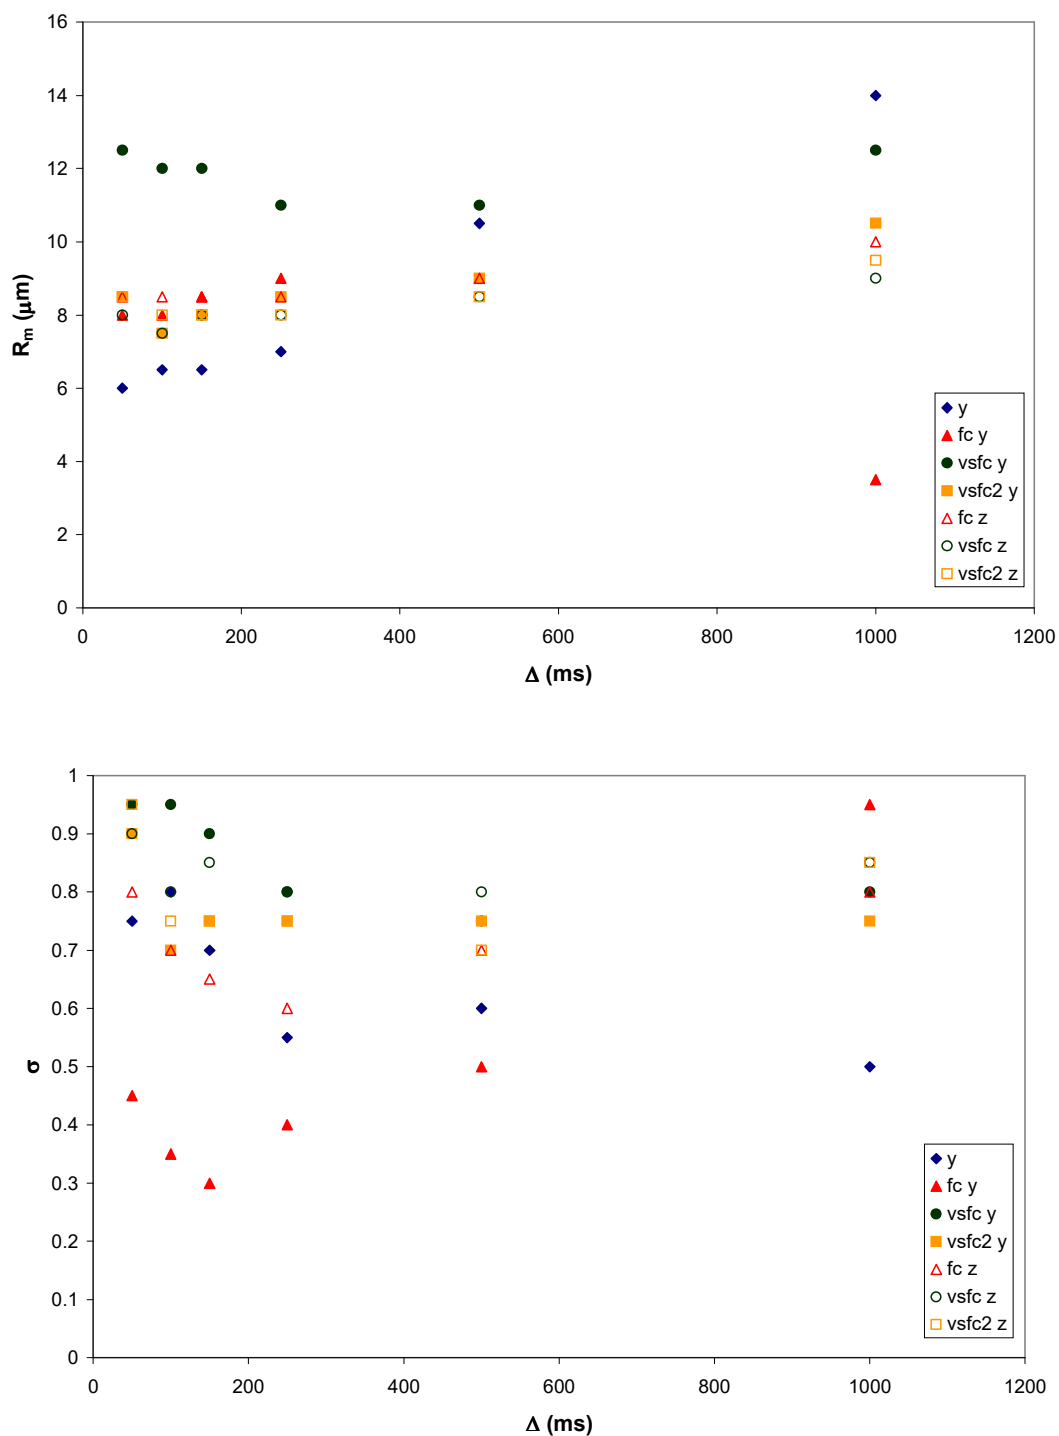 16
14
12
10
8
6
4
2
0
R_m (μm)
0 200 400 600 800 1000 1200
Δ (ms)
y
fc y
vsfc y
vsfc2 y
fc z
vsfc z
vsfc2 z
1
0.9
0.8
0.7
0.6
0.5
0.4
0.3
0.2
0.1
0
σ
0 200 400 600 800 1000 1200
Δ (ms)
y
fc y
vsfc y
vsfc2 y
fc z
vsfc z
vsfc2 z